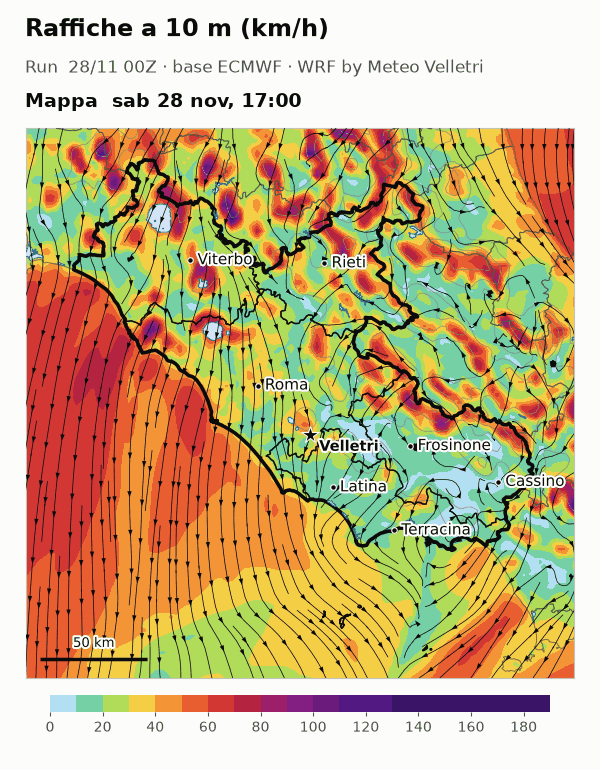 Raffiche a 10 m (km/h)
Run  28/11 00Z · base ECMWF · WRF by Meteo Velletri
Mappa  sab 28 nov, 17:00
Viterbo
Rieti
Roma
Velletri
Frosinone
Cassino
Latina
Terracina
50 km
0 20 40 60 80 100 120 140 160 180